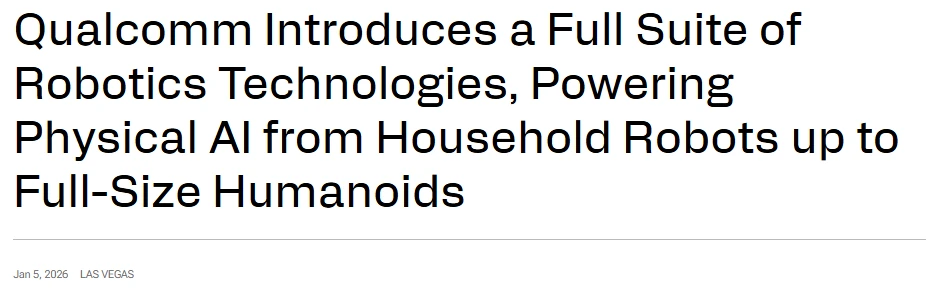 Qualcomm Introduces a Full Suite of
Robotics Technologies, Powering
Physical AI from Household Robots up to
Full-Size Humanoids
Jan 5, 2026 LAS VEGAS